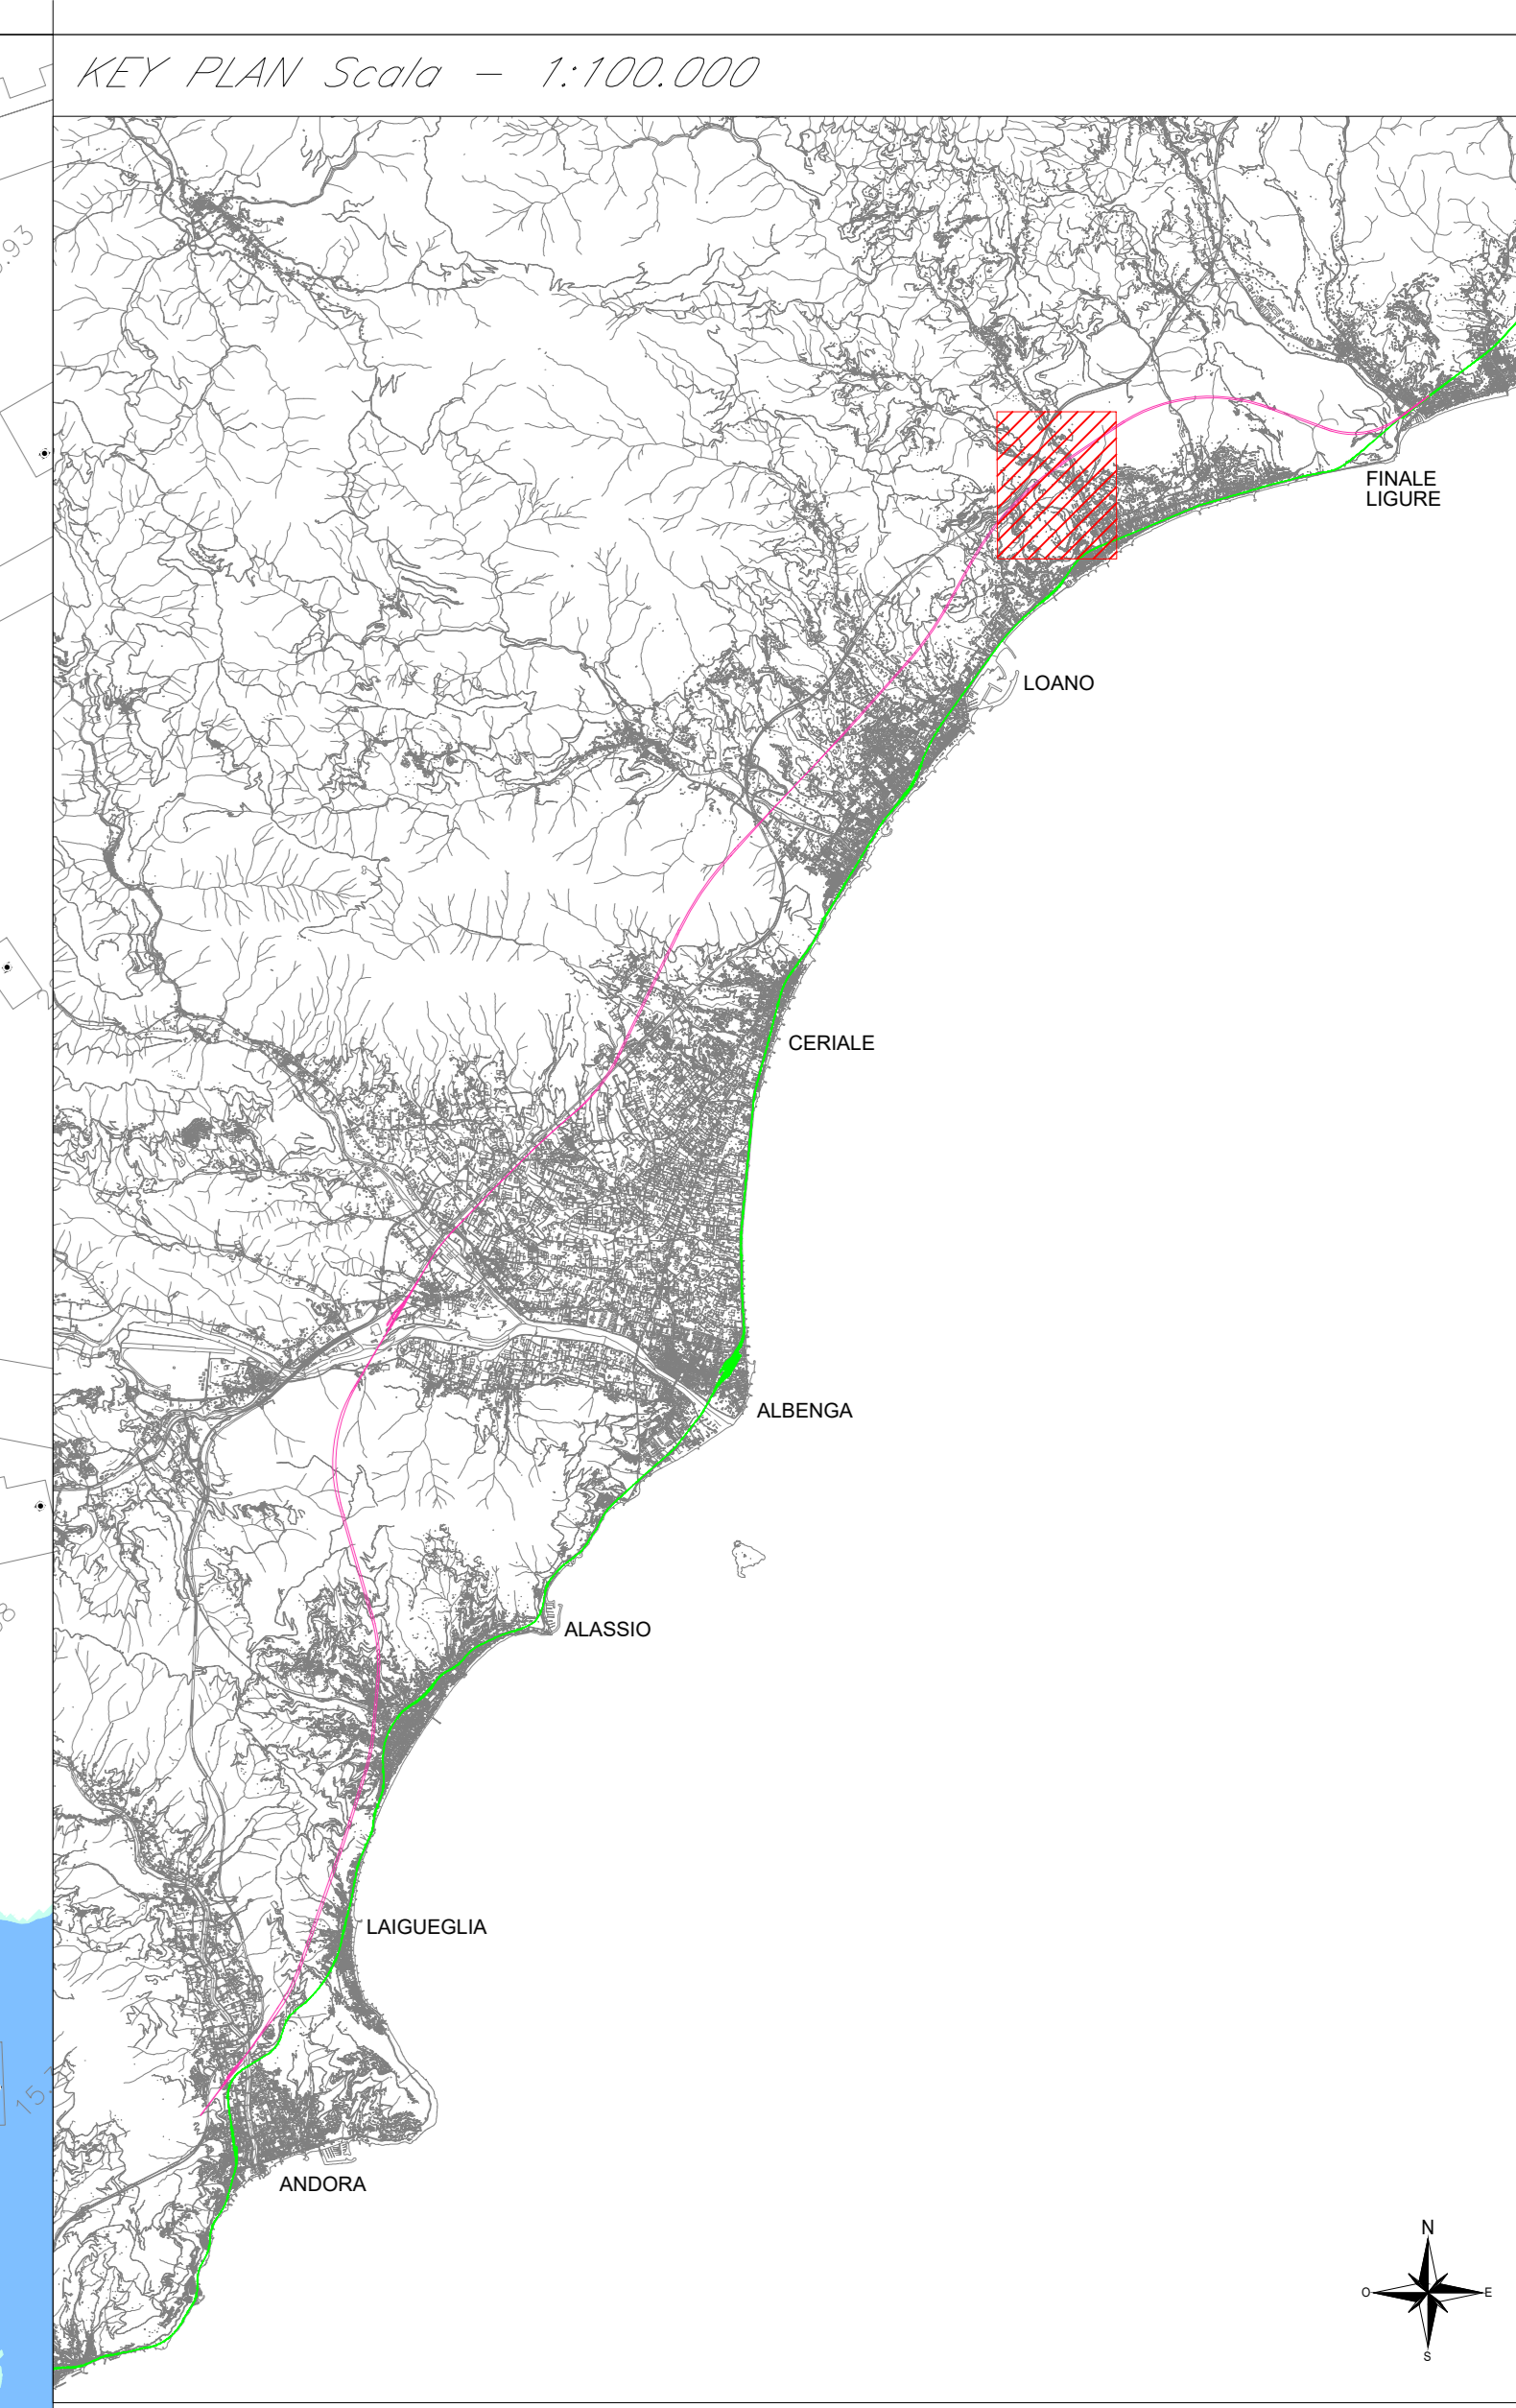 KEY PLAN Scala - 1:100.000
FINALE
LIGURE
LOANO
CERIALE
ALBENGA
ALASSIO
LAIGUEGLIA
ANDORA
N
O
E
S